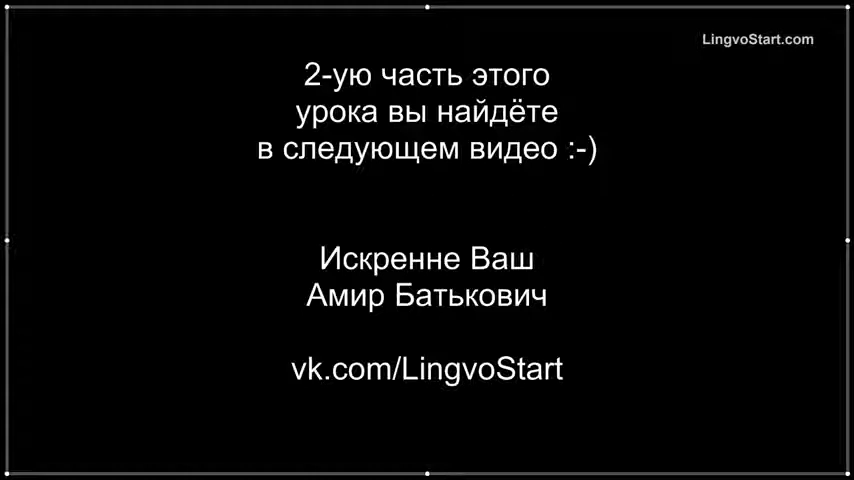 LingvoStart.com
2-ую часть этого
урока вы найдёте
в следующем видео :-)
Искренне Ваш
Амир Батькович
vk.com/LingvoStart